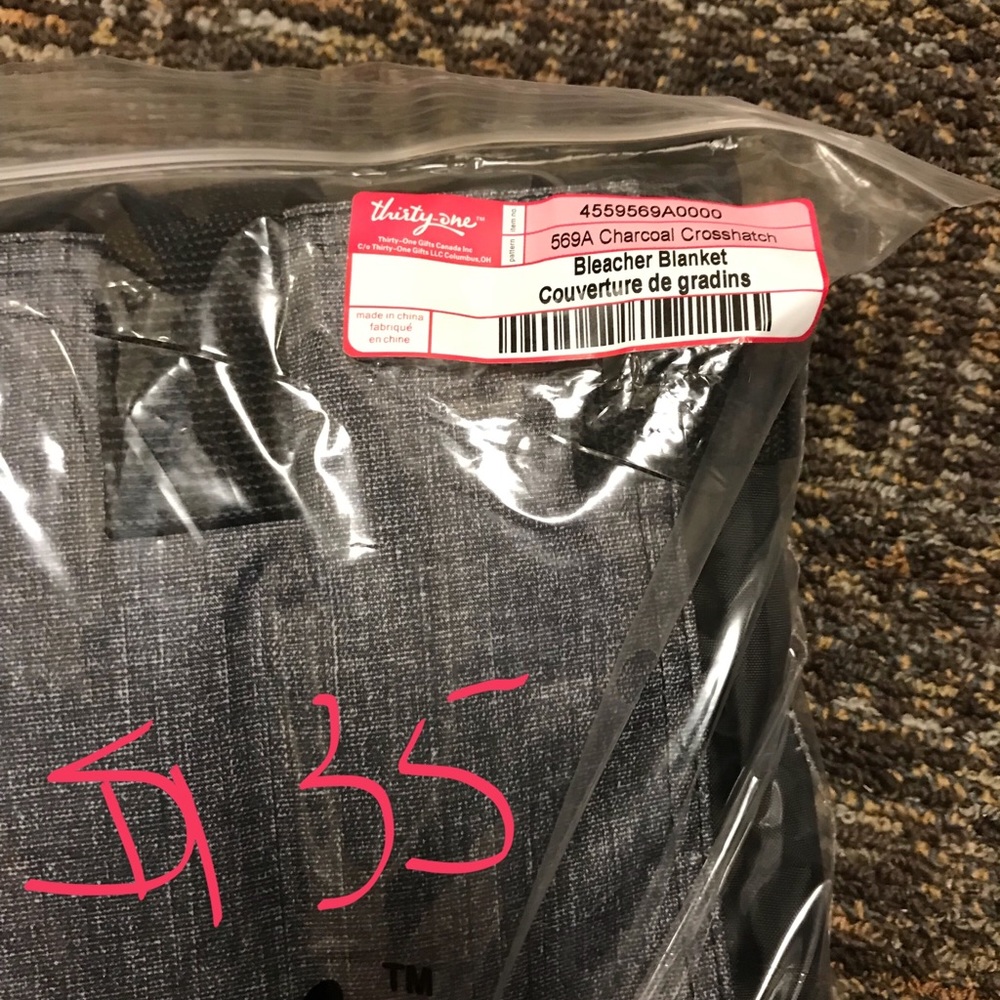 thirty-one™
Thirty-One Gifts Canada Inc
C/o Thirty-One Gifts LLC Columbus,OH
item no
4559569A0000
pattern
569A Charcoal Crosshatch
Bleacher Blanket
Couverture de gradins
made in china
fabriqué
en chine
$ 35
TM